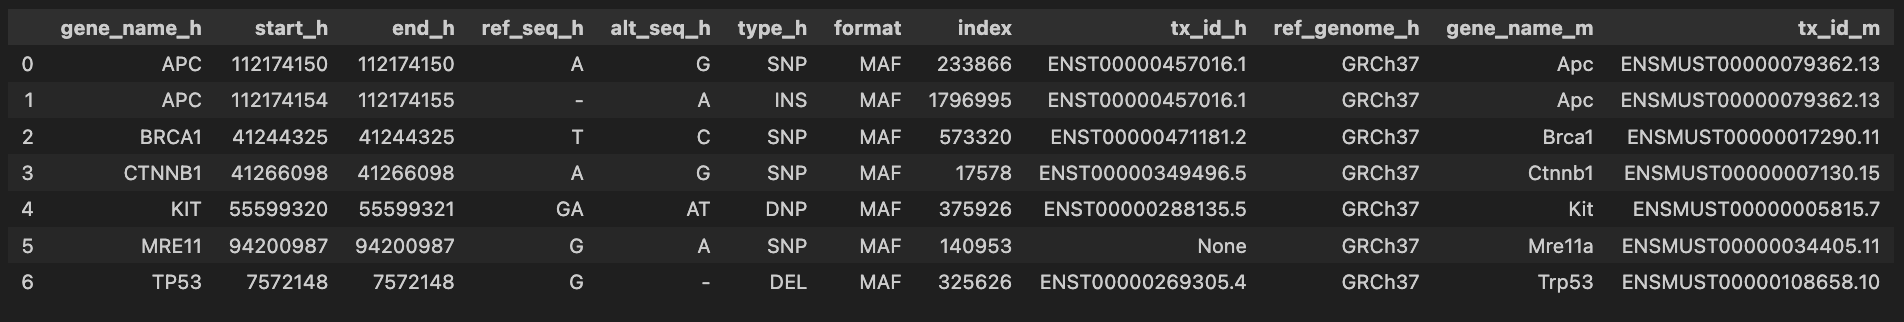 gene_name_h start_h end_h ref_seq_h alt_seq_h type_h format index tx_id_h ref_genome_h gene_name_m tx_id_m
0 APC 112174150 112174150 A G SNP MAF 233866 ENST00000457016.1 GRCh37 Apc ENSMUST00000079362.13
1 APC 112174154 112174155 - A INS MAF 1796995 ENST00000457016.1 GRCh37 Apc ENSMUST00000079362.13
2 BRCA1 41244325 41244325 T C SNP MAF 573320 ENST00000471181.2 GRCh37 Brca1 ENSMUST00000017290.11
3 CTNNB1 41266098 41266098 A G SNP MAF 17578 ENST00000349496.5 GRCh37 Ctnnb1 ENSMUST00000007130.15
4 KIT 55599320 55599321 GA AT DNP MAF 375926 ENST00000288135.5 GRCh37 Kit ENSMUST00000005815.7
5 MRE11 94200987 94200987 G A SNP MAF 140953 None GRCh37 Mre11a ENSMUST00000034405.11
6 TP53 7572148 7572148 G - DEL MAF 325626 ENST00000269305.4 GRCh37 Trp53 ENSMUST00000108658.10